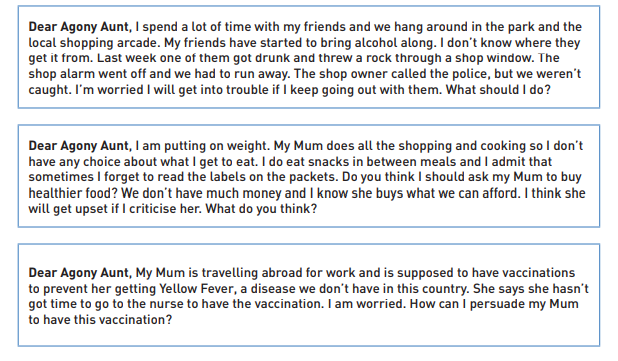 Dear Agony Aunt, I spend a lot of time with my friends and we hang around in the park and the
local shopping arcade. My friends have started to bring alcohol along. I don't know where they
get it from. Last week one of them got drunk and threw a rock through a shop window. The
shop alarm went off and we had to run away. The shop owner called the police, but we weren't
caught. I'm worried I will get into trouble if I keep going out with them. What should I do?
Dear Agony Aunt, I am putting on weight. My Mum does all the shopping and cooking so I don't
have any choice about what I get to eat. I do eat snacks in between meals and I admit that
sometimes I forget to read the labels on the packets. Do you think I should ask my Mum to buy
healthier food? We don't have much money and I know she buys what we can afford. I think she
will get upset if I criticise her. What do you think?
Dear Agony Aunt, My Mum is travelling abroad for work and is supposed to have vaccinations
to prevent her getting Yellow Fever, a disease we don't have in this country. She says she hasn't
got time to go to the nurse to have the vaccination. I am worried. How can I persuade my Mum
to have this vaccination?